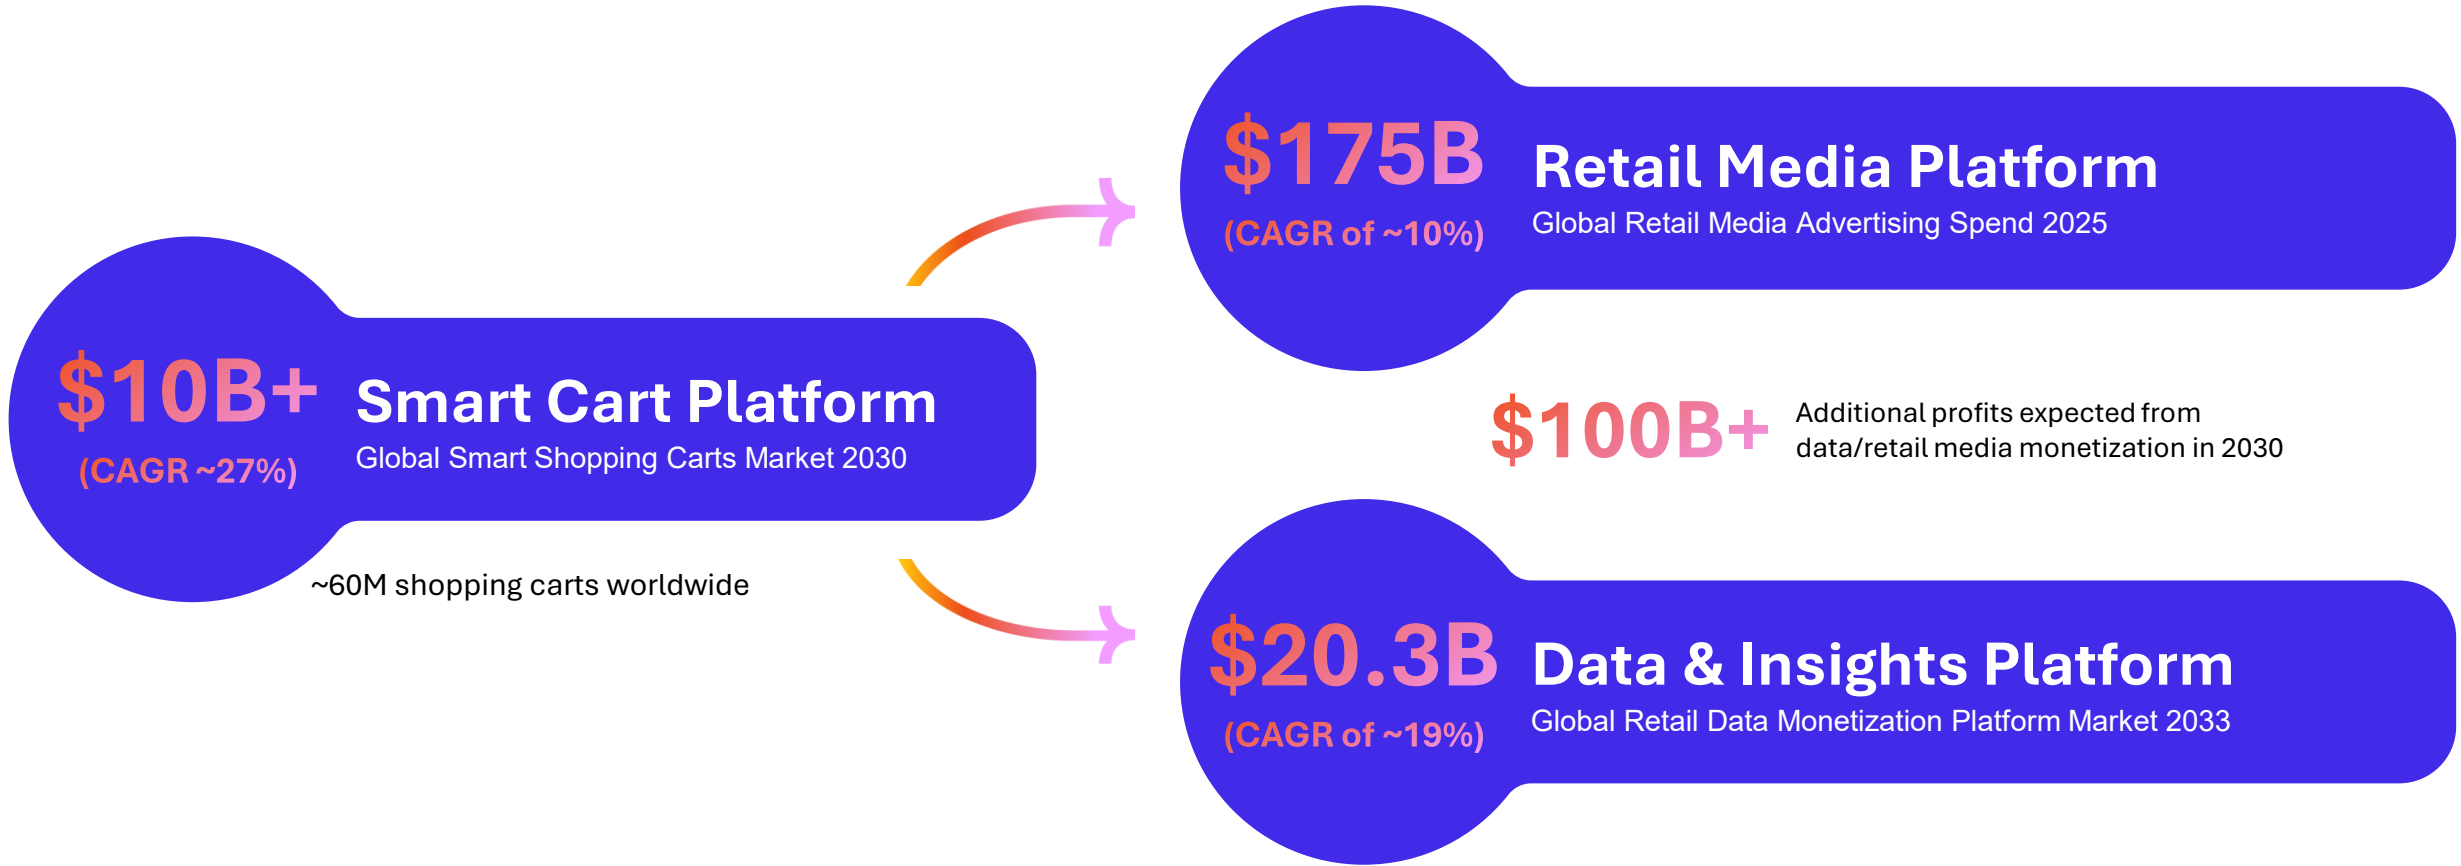 $10B+
(CAGR ~27%)
Smart Cart Platform
Global Smart Shopping Carts Market 2030
~60M shopping carts worldwide
$175B
(CAGR of ~10%)
Retail Media Platform
Global Retail Media Advertising Spend 2025
$100B+
Additional profits expected from
data/retail media monetization in 2030
$20.3B
(CAGR of ~19%)
Data & Insights Platform
Global Retail Data Monetization Platform Market 2033